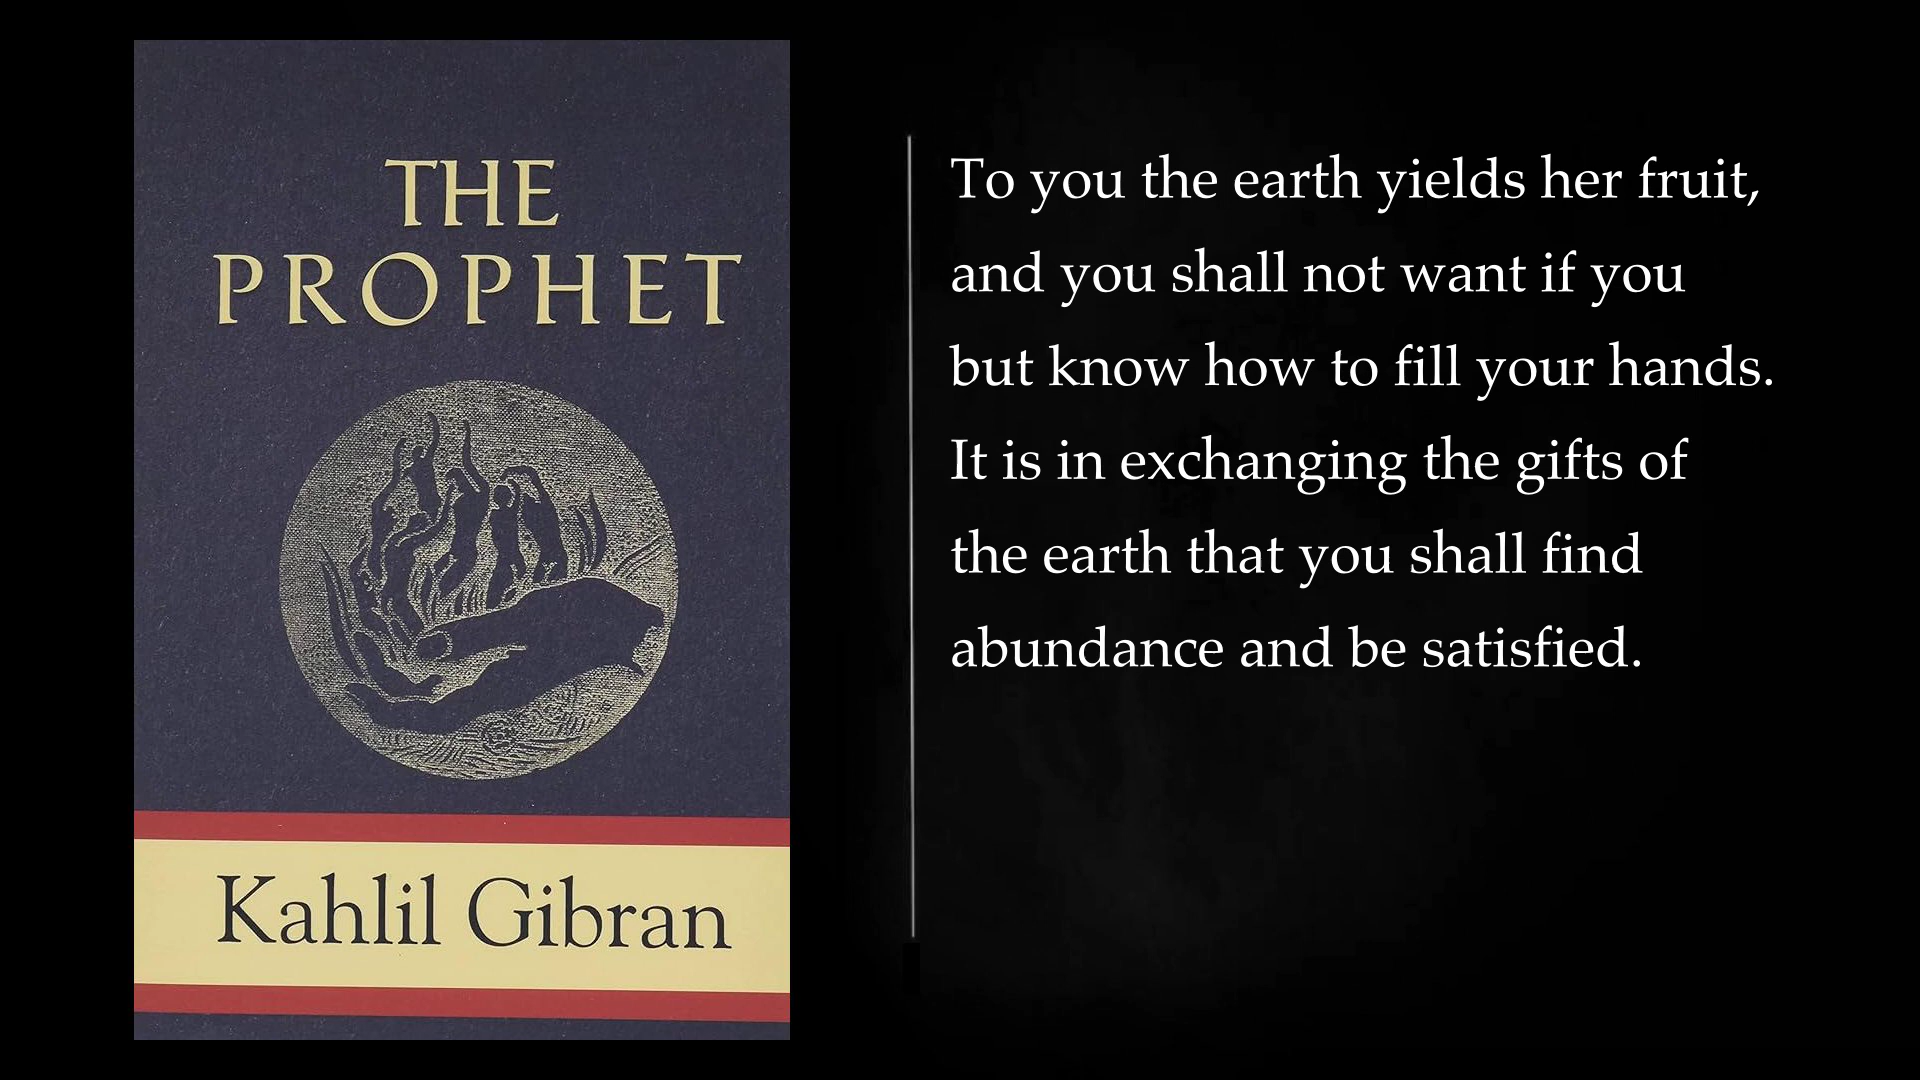 THE
PROPHET
Kahlil Gibran
To you the earth yields her fruit,
and you shall not want if you
but know how to fill your hands.
It is in exchanging the gifts of
the earth that you shall find
abundance and be satisfied.